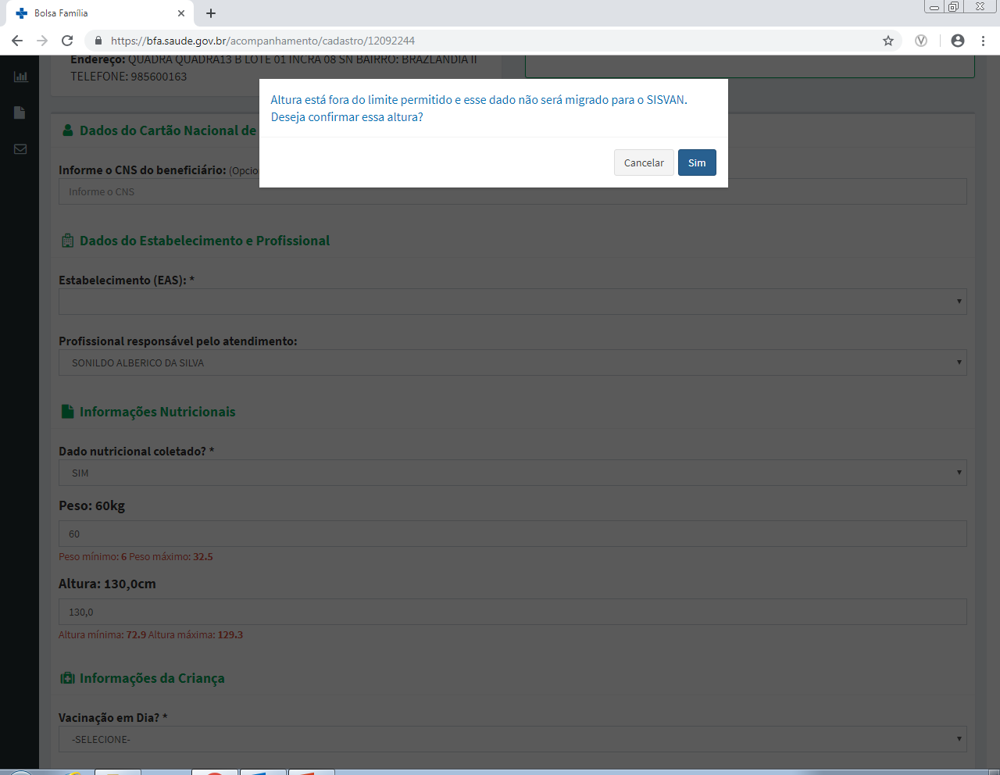 Bolsa Família
https://bfa.saude.gov.br/acompanhamento/cadastro/12092244
Endereço: QUADRA QUADRA13 B LOTE 01 INCRA 08 SN BAIRRO: BRAZLANDIA II
TELEFONE: 985600163
Altura está fora do limite permitido e esse dado não será migrado para o SISVAN.
Deseja confirmar essa altura?
Cancelar Sim
Dados do Cartão Nacional de
Informe o CNS do beneficiário: (Opcio
Informe o CNS
Dados do Estabelecimento e Profissional
Estabelecimento (EAS): *
Profissional responsável pelo atendimento:
SONILDO ALBERICO DA SILVA
Informações Nutricionais
Dado nutricional coletado? *
SIM
Peso: 60kg
60
Peso mínimo: 6 Peso máximo: 32.5
Altura: 130,0cm
130,0
Altura mínima: 72.9 Altura máxima: 129.3
Informações da Criança
Vacinação em Dia? *
-SELECIONE-